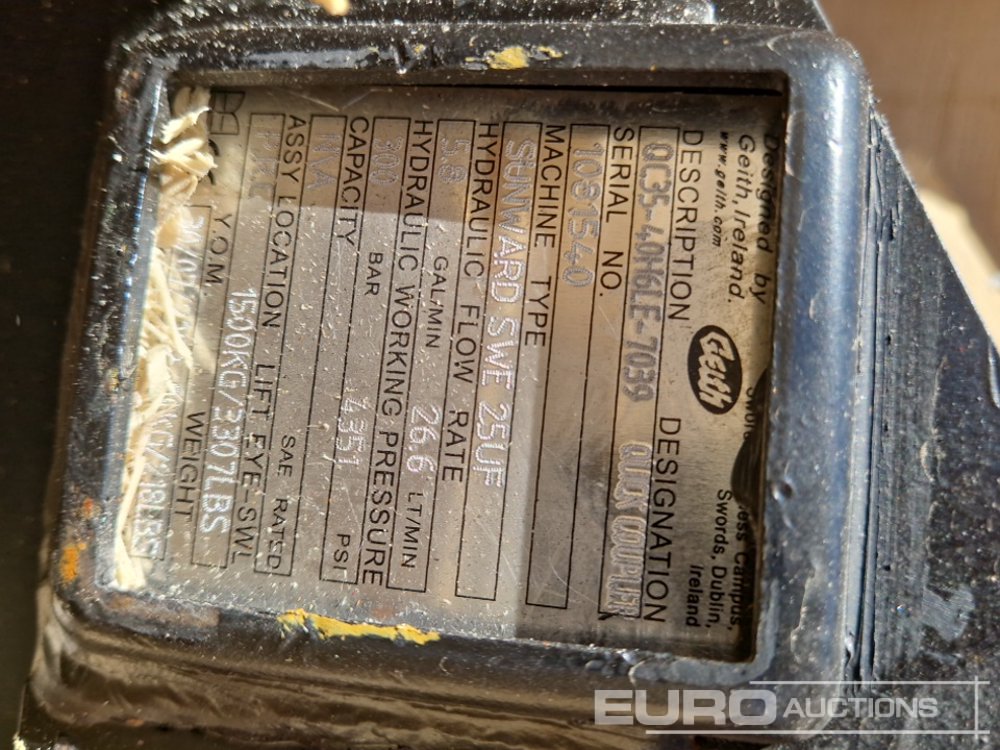 Designed by
Geith, Ireland.
www.geith.com
Geith
Campus,
Swords, Dublin,
Ireland
DESCRIPTION DESIGNATION
QC35-40H6LE-7039 QUICK COUPLER
SERIAL NO.
1081540
MACHINE TYPE
SUNWARD SWE 25UF
HYDRAULIC FLOW RATE
GAL/MIN 26.6 LT/MIN
HYDRAULIC WORKING PRESSURE
300 BAR 4351 PSI
CAPACITY
N/A SAE RATED
ASSY LOCATION LIFT EYE-SWL
1500KG/3307LBS
Y.O.M. WEIGHT
EURO AUCTIONS